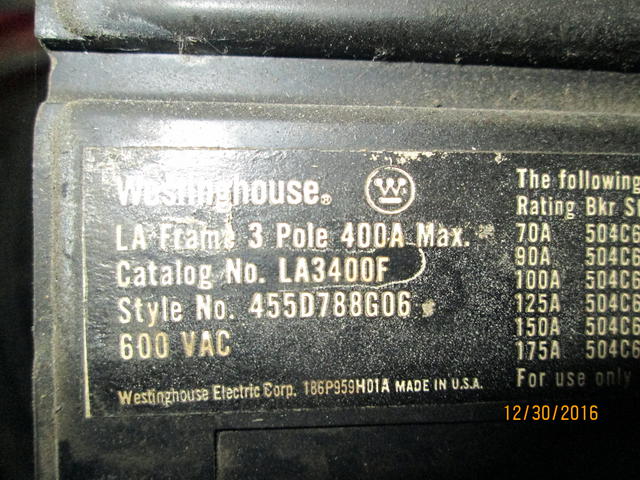 Westinghouse®
LA Frame 3 Pole 400A Max.
Catalog No. LA3400F
Style No. 455D788G06
600 VAC
Westinghouse Electric Corp. 186P959H01A MADE IN U.S.A.
The following
Rating Bkr St
70A 504C6
90A 504C6
100A 504C6
125A 504C6
150A 504C6
175A 504C6
For use only
12/30/2016